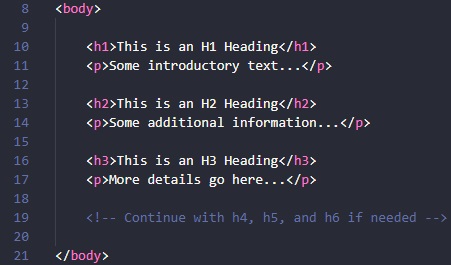 8 <body>
9
10 <h1>This is an H1 Heading</h1>
11 <p>Some introductory text...</p>
12
13 <h2>This is an H2 Heading</h2>
14 <p>Some additional information...</p>
15
16 <h3>This is an H3 Heading</h3>
17 <p>More details go here...</p>
18
19 <!-- Continue with h4, h5, and h6 if needed -->
20
21 </body>